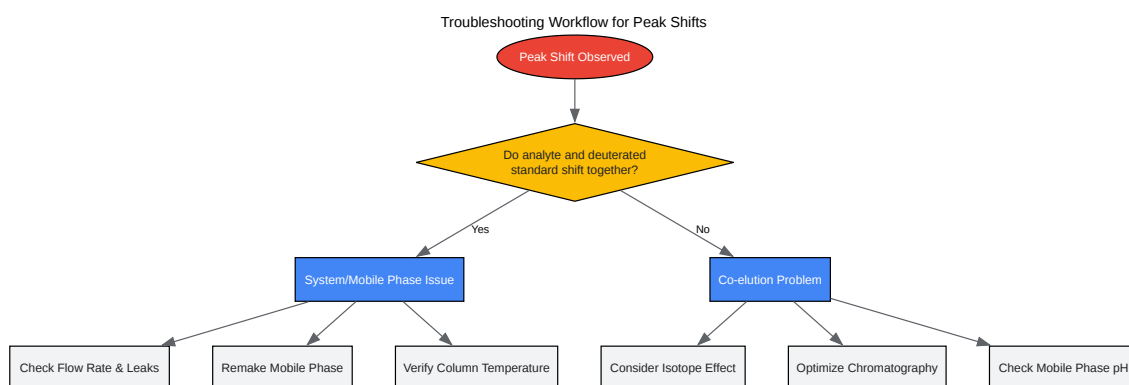 Troubleshooting Workflow for Peak Shifts
Peak Shift Observed
Do analyte and deuterated
standard shift together?
Yes
No
System/Mobile Phase Issue
Co-elution Problem
Check Flow Rate & Leaks
Remake Mobile Phase
Verify Column Temperature
Consider Isotope Effect
Optimize Chromatography
Check Mobile Phase pH